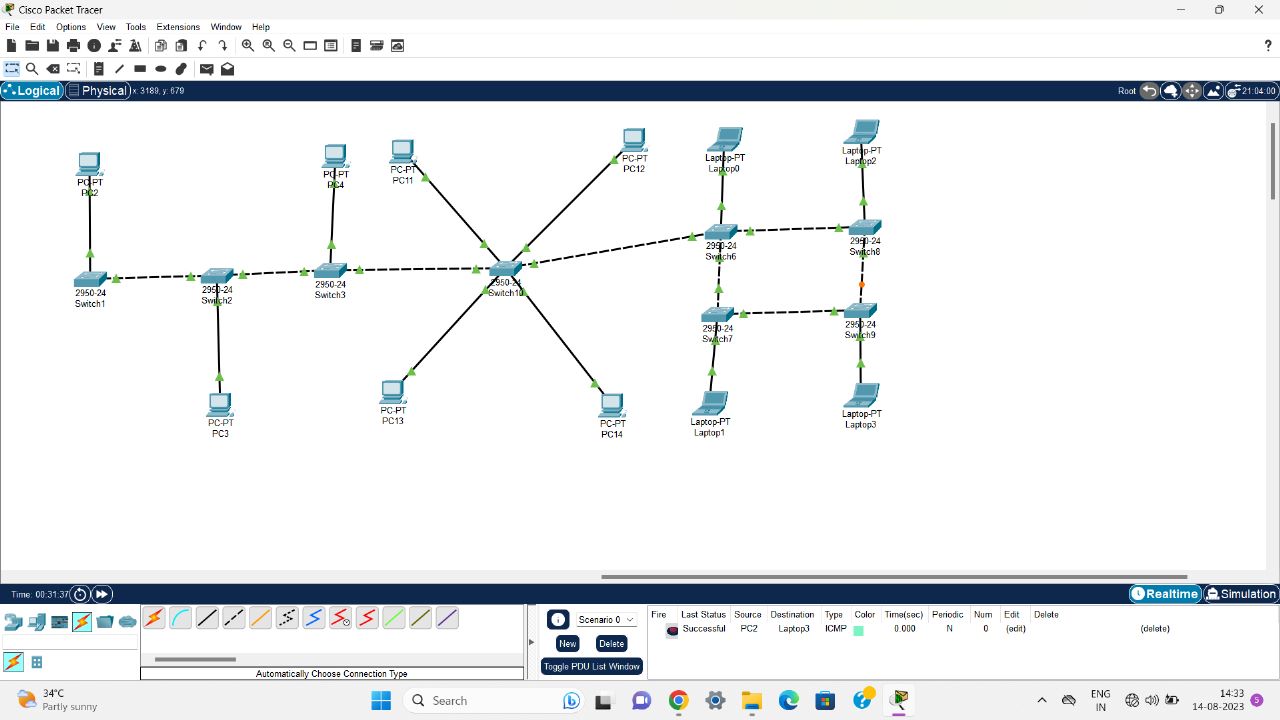 Cisco Packet Tracer
File Edit Options View Tools Extensions Window Help
?
Logical Physical x: 3189, y: 679 Root 21:04:00
PC-PT
PC2
PC-PT
PC4
PC-PT
PC11
PC-PT
PC12
Laptop-PT
Laptop0
Laptop-PT
Laptop2
2950-24
Switch1
2950-24
Switch2
2950-24
Switch3
2950-24
Switch10
2950-24
Switch6
2950-24
Switch8
2950-24
Switch7
2950-24
Switch9
PC-PT
PC3
PC-PT
PC13
PC-PT
PC14
Laptop-PT
Laptop1
Laptop-PT
Laptop3
Time: 00:31:37 Realtime Simulation
Automatically Choose Connection Type
Scenario 0
New Delete
Toggle PDU List Window
Fire Last Status Source Destination Type Color Time(sec) Periodic Num Edit Delete
Successful PC2 Laptop3 ICMP 0.000 N 0 (edit) (delete)
34°C
Partly sunny
Search
ENG
IN
14:33
14-08-2023
5